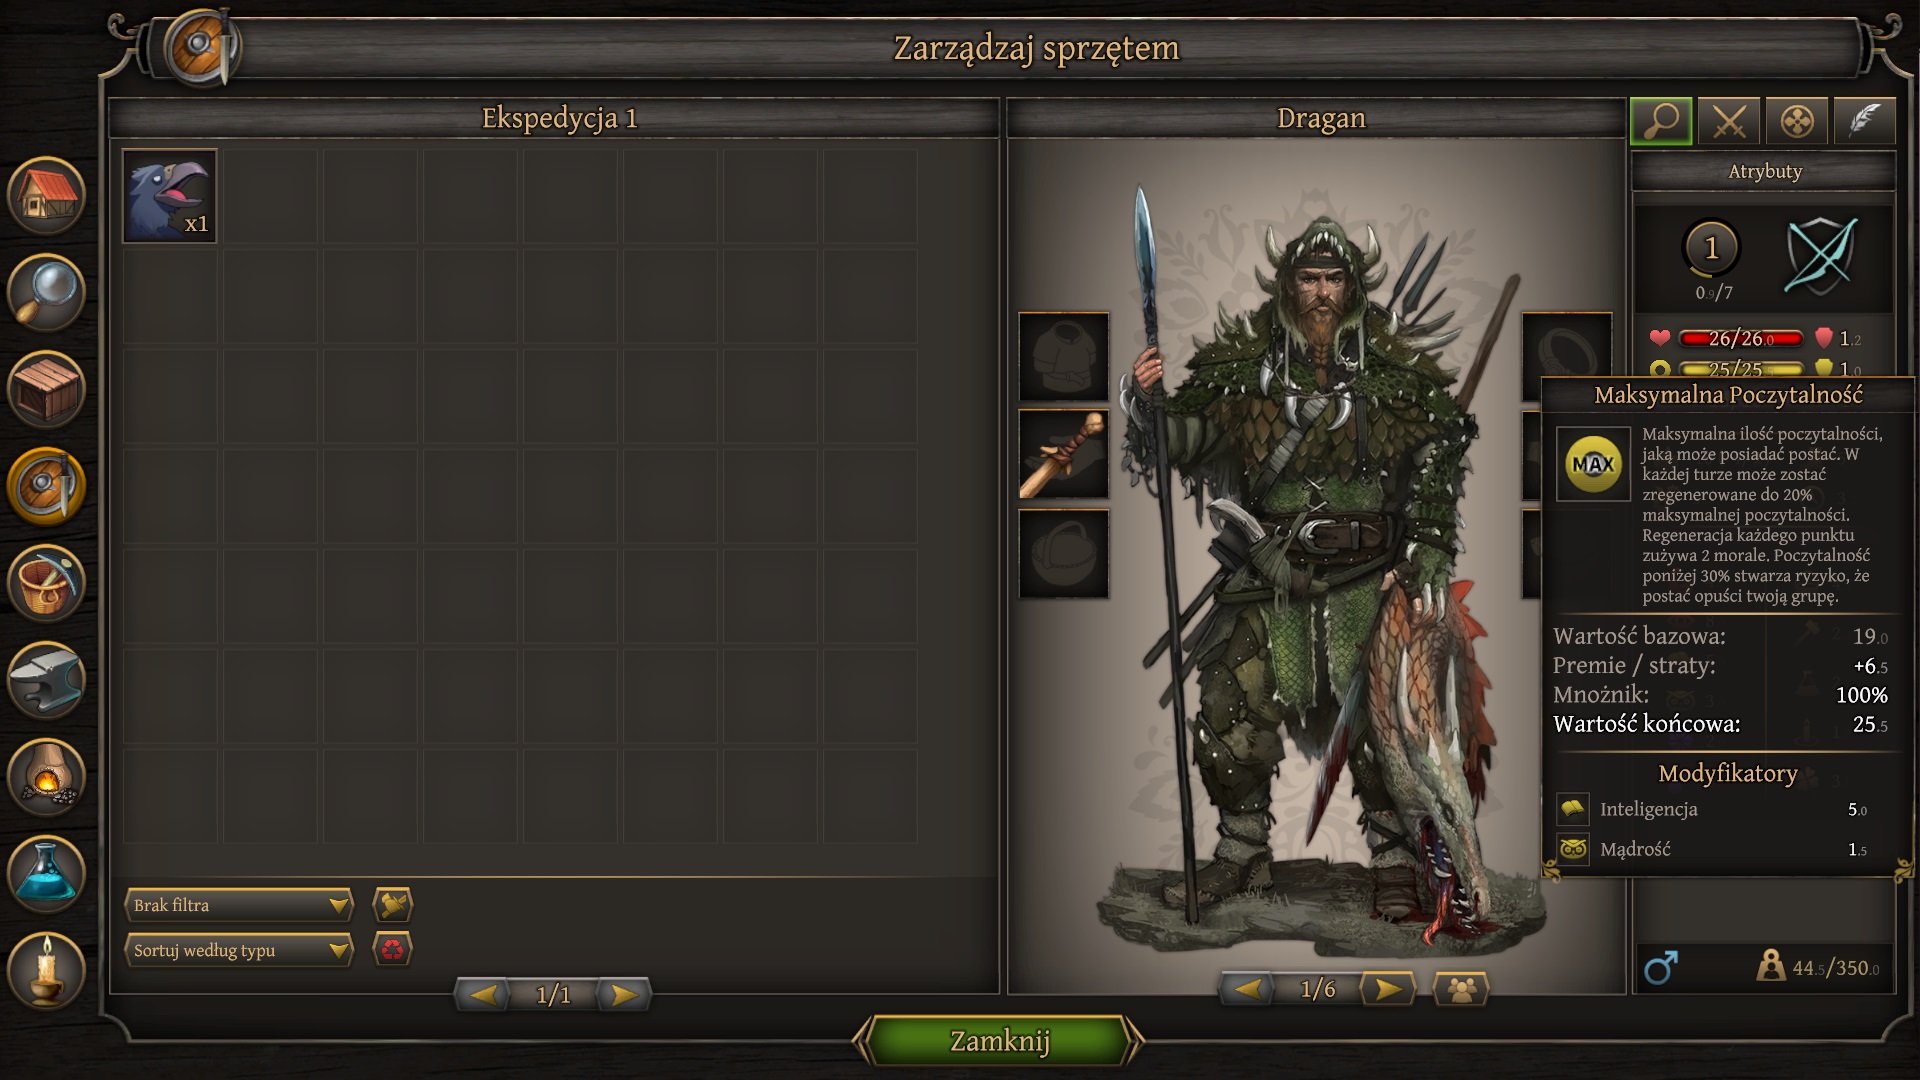 Zarządzaj sprzętem
Ekspedycja 1
Dragan
x1
Atrybuty
1
0.9/7
26/26.0
1.2
25/25.5
1.0
Maksymalna Poczytalność
MAX
Maksymalna ilość poczytalności,
jaką może posiadać postać. W
każdej turze może zostać
zregenerowane do 20%
maksymalnej poczytalności.
Regeneracja każdego punktu
zużywa 2 morale. Poczytalność
poniżej 30% stwarza ryzyko, że
postać opuści twoją grupę.
Wartość bazowa: 19.0
Premie / straty: +6.5
Mnożnik: 100%
Wartość końcowa: 25.5
Modyfikatory
Inteligencja 5.0
Mądrość 1.5
44.5/350.0
Brak filtra
Sortuj według typu
1/1
1/6
Zamknij